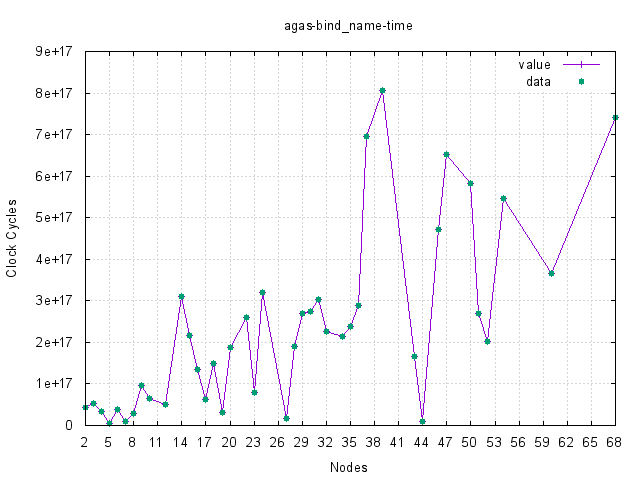 agas-bind_name-time
9e+17
8e+17
7e+17
6e+17
5e+17
4e+17
3e+17
2e+17
1e+17
0
value
data
Clock Cycles
2 5 8 11 14 17 20 23 26 29 32 35 38 41 44 47 50 53 56 59 62 65 68
Nodes